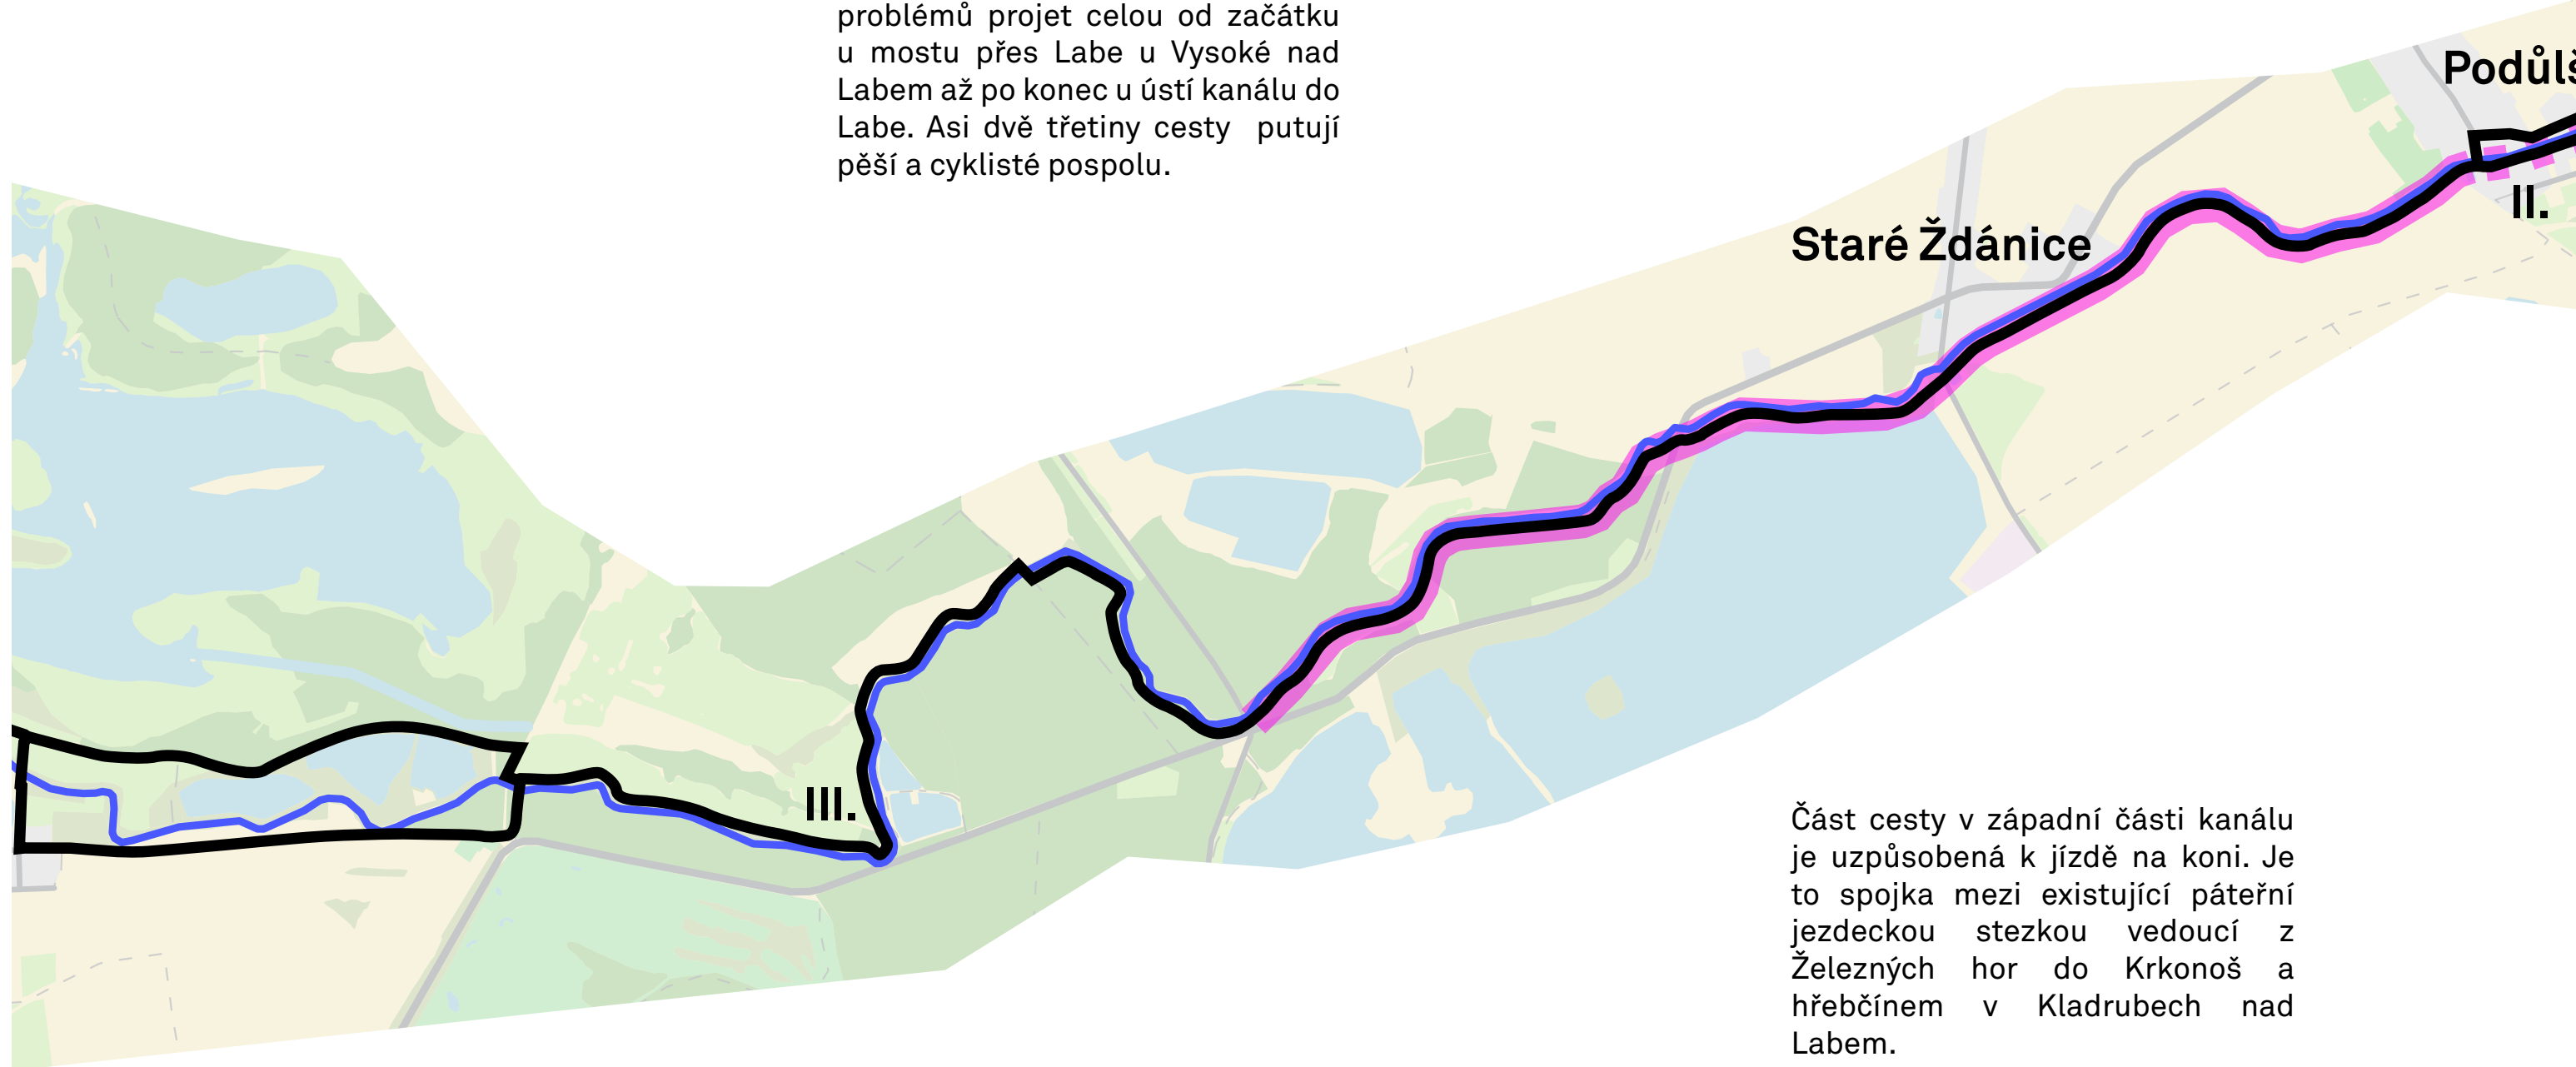 problémů projet celou od začátku
u mostu přes Labe u Vysoké nad
Labem až po konec u ústí kanálu do
Labe. Asi dvě třetiny cesty putují
pěší a cyklisté pospolu.
Podůlš
II.
Staré Ždánice
III.
Část cesty v západní části kanálu
je uzpůsobená k jízdě na koni. Je
to spojka mezi existující páteřní
jezdeckou stezkou vedoucí z
Železných hor do Krkonoš a
hřebčínem v Kladrubech nad
Labem.